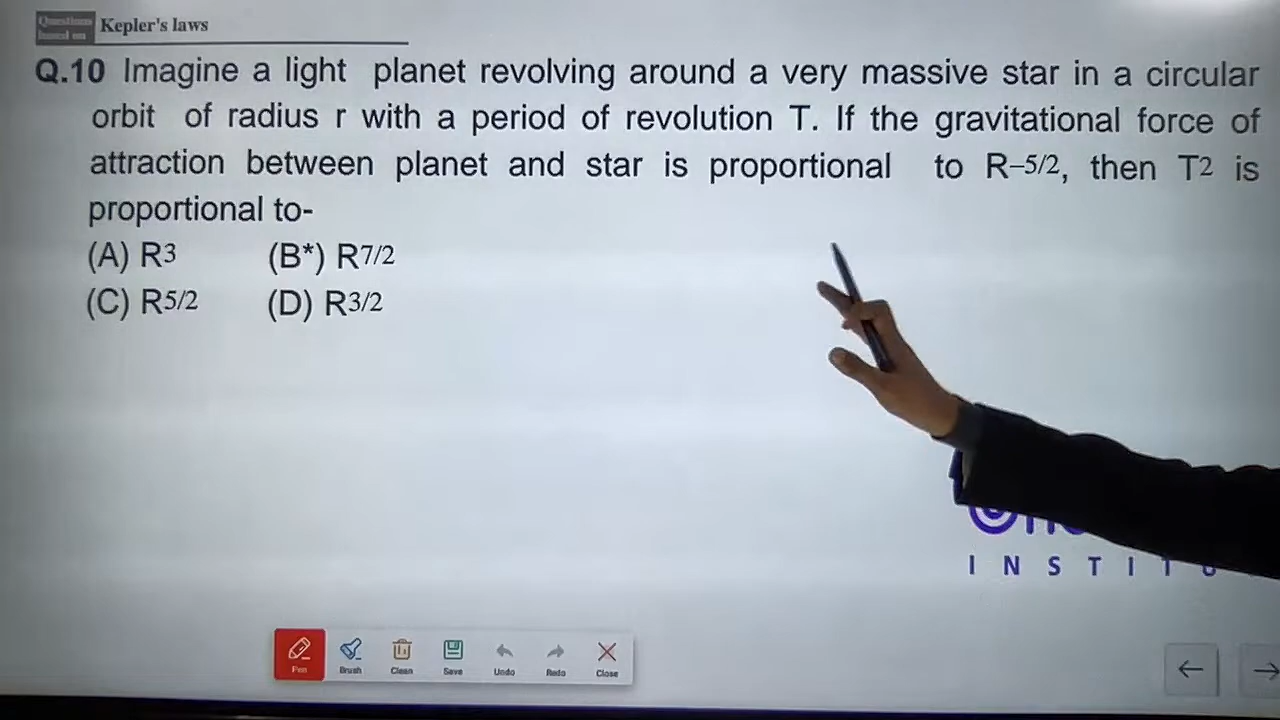 Questions
based on
Kepler's laws
Q.10 Imagine a light planet revolving around a very massive star in a circular
orbit of radius r with a period of revolution T. If the gravitational force of
attraction between planet and star is proportional to R–5/2, then T2 is
proportional to-
(A) R3 (B*) R7/2
(C) R5/2 (D) R3/2
INSTIT
Pen Brush Clean Save Undo Redo Close